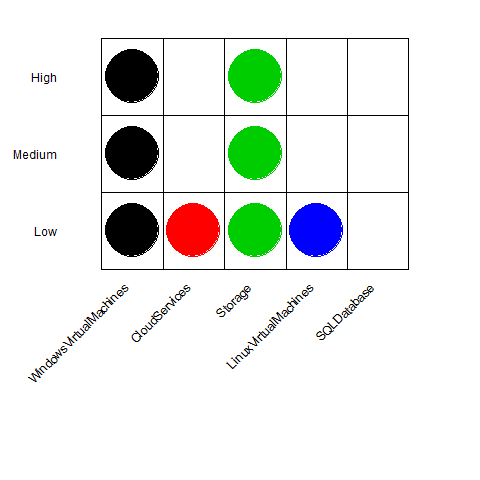 High
Medium
Low
WindowsVirtualMachines
CloudServices
Storage
LinuxVirtualMachines
SQLDatabase